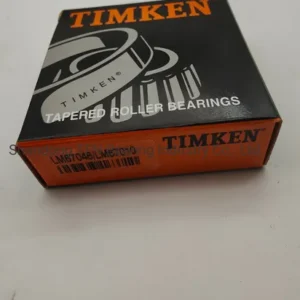 TIMKEN
TIMKEN®
TAPERED ROLLER BEARINGS
TIMKEN
LM67048/LM67010